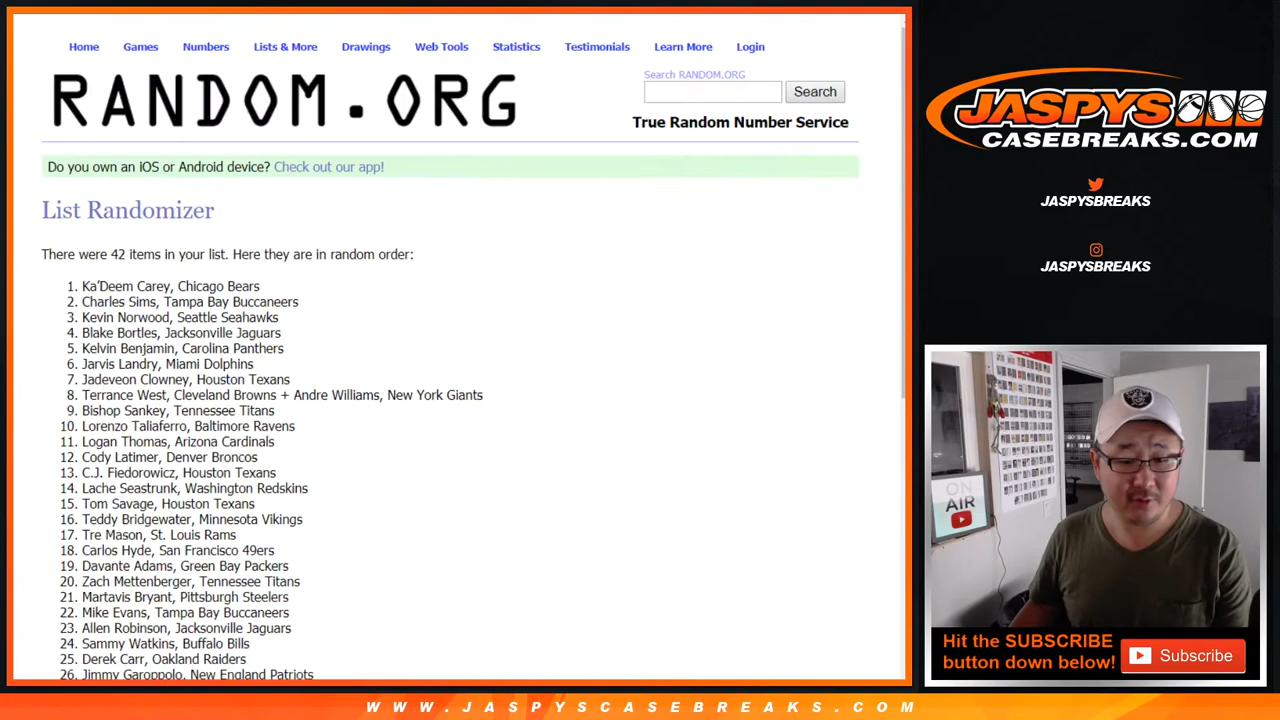 Home Games Numbers Lists & More Drawings Web Tools Statistics Testimonials Learn More Login
RANDOM.ORG
Search RANDOM.ORG
Search
True Random Number Service
Do you own an iOS or Android device? Check out our app!
List Randomizer
There were 42 items in your list. Here they are in random order:
1. Ka'Deem Carey, Chicago Bears
2. Charles Sims, Tampa Bay Buccaneers
3. Kevin Norwood, Seattle Seahawks
4. Blake Bortles, Jacksonville Jaguars
5. Kelvin Benjamin, Carolina Panthers
6. Jarvis Landry, Miami Dolphins
7. Jadeveon Clowney, Houston Texans
8. Terrance West, Cleveland Browns + Andre Williams, New York Giants
9. Bishop Sankey, Tennessee Titans
10. Lorenzo Taliaferro, Baltimore Ravens
11. Logan Thomas, Arizona Cardinals
12. Cody Latimer, Denver Broncos
13. C.J. Fiedorowicz, Houston Texans
14. Lache Seastrunk, Washington Redskins
15. Tom Savage, Houston Texans
16. Teddy Bridgewater, Minnesota Vikings
17. Tre Mason, St. Louis Rams
18. Carlos Hyde, San Francisco 49ers
19. Davante Adams, Green Bay Packers
20. Zach Mettenberger, Tennessee Titans
21. Martavis Bryant, Pittsburgh Steelers
22. Mike Evans, Tampa Bay Buccaneers
23. Allen Robinson, Jacksonville Jaguars
24. Sammy Watkins, Buffalo Bills
25. Derek Carr, Oakland Raiders
26. Jimmy Garoppolo, New England Patriots
JASPYS
CASEBREAKS.COM
JASPYSBREAKS
JASPYSBREAKS
ON
AIR
Hit the SUBSCRIBE
button down below!
Subscribe
WWW.JASPYSCASEBREAKS.COM